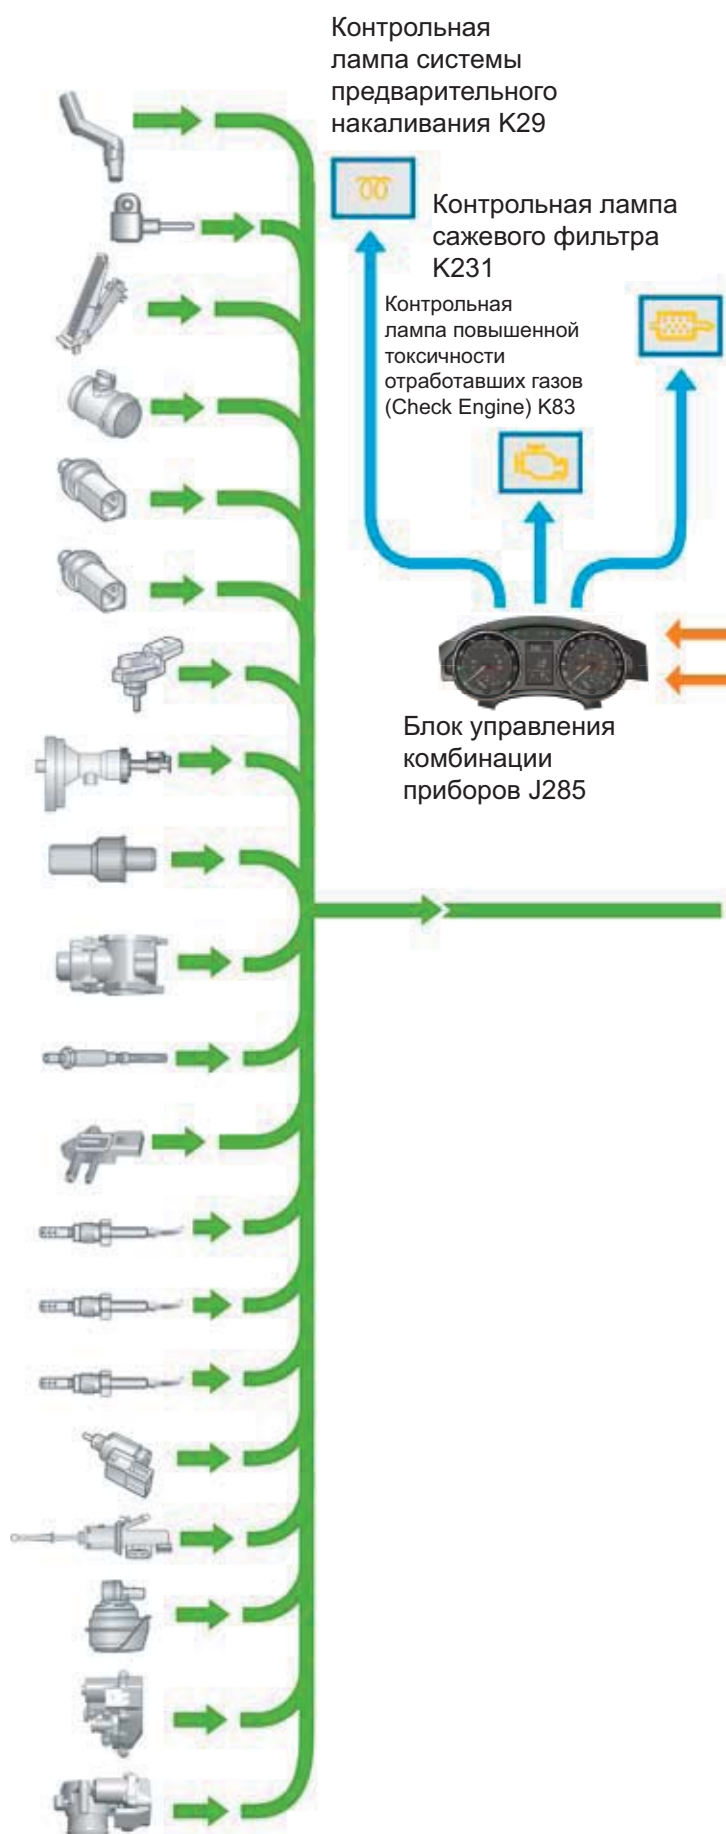 Контрольная
лампа системы
предварительного
накаливания K29
Контрольная лампа
сажевого фильтра
K231
Контрольная
лампа повышенной
токсичности
отработавших газов
(Check Engine) K83
Блок управления
комбинации
приборов J285